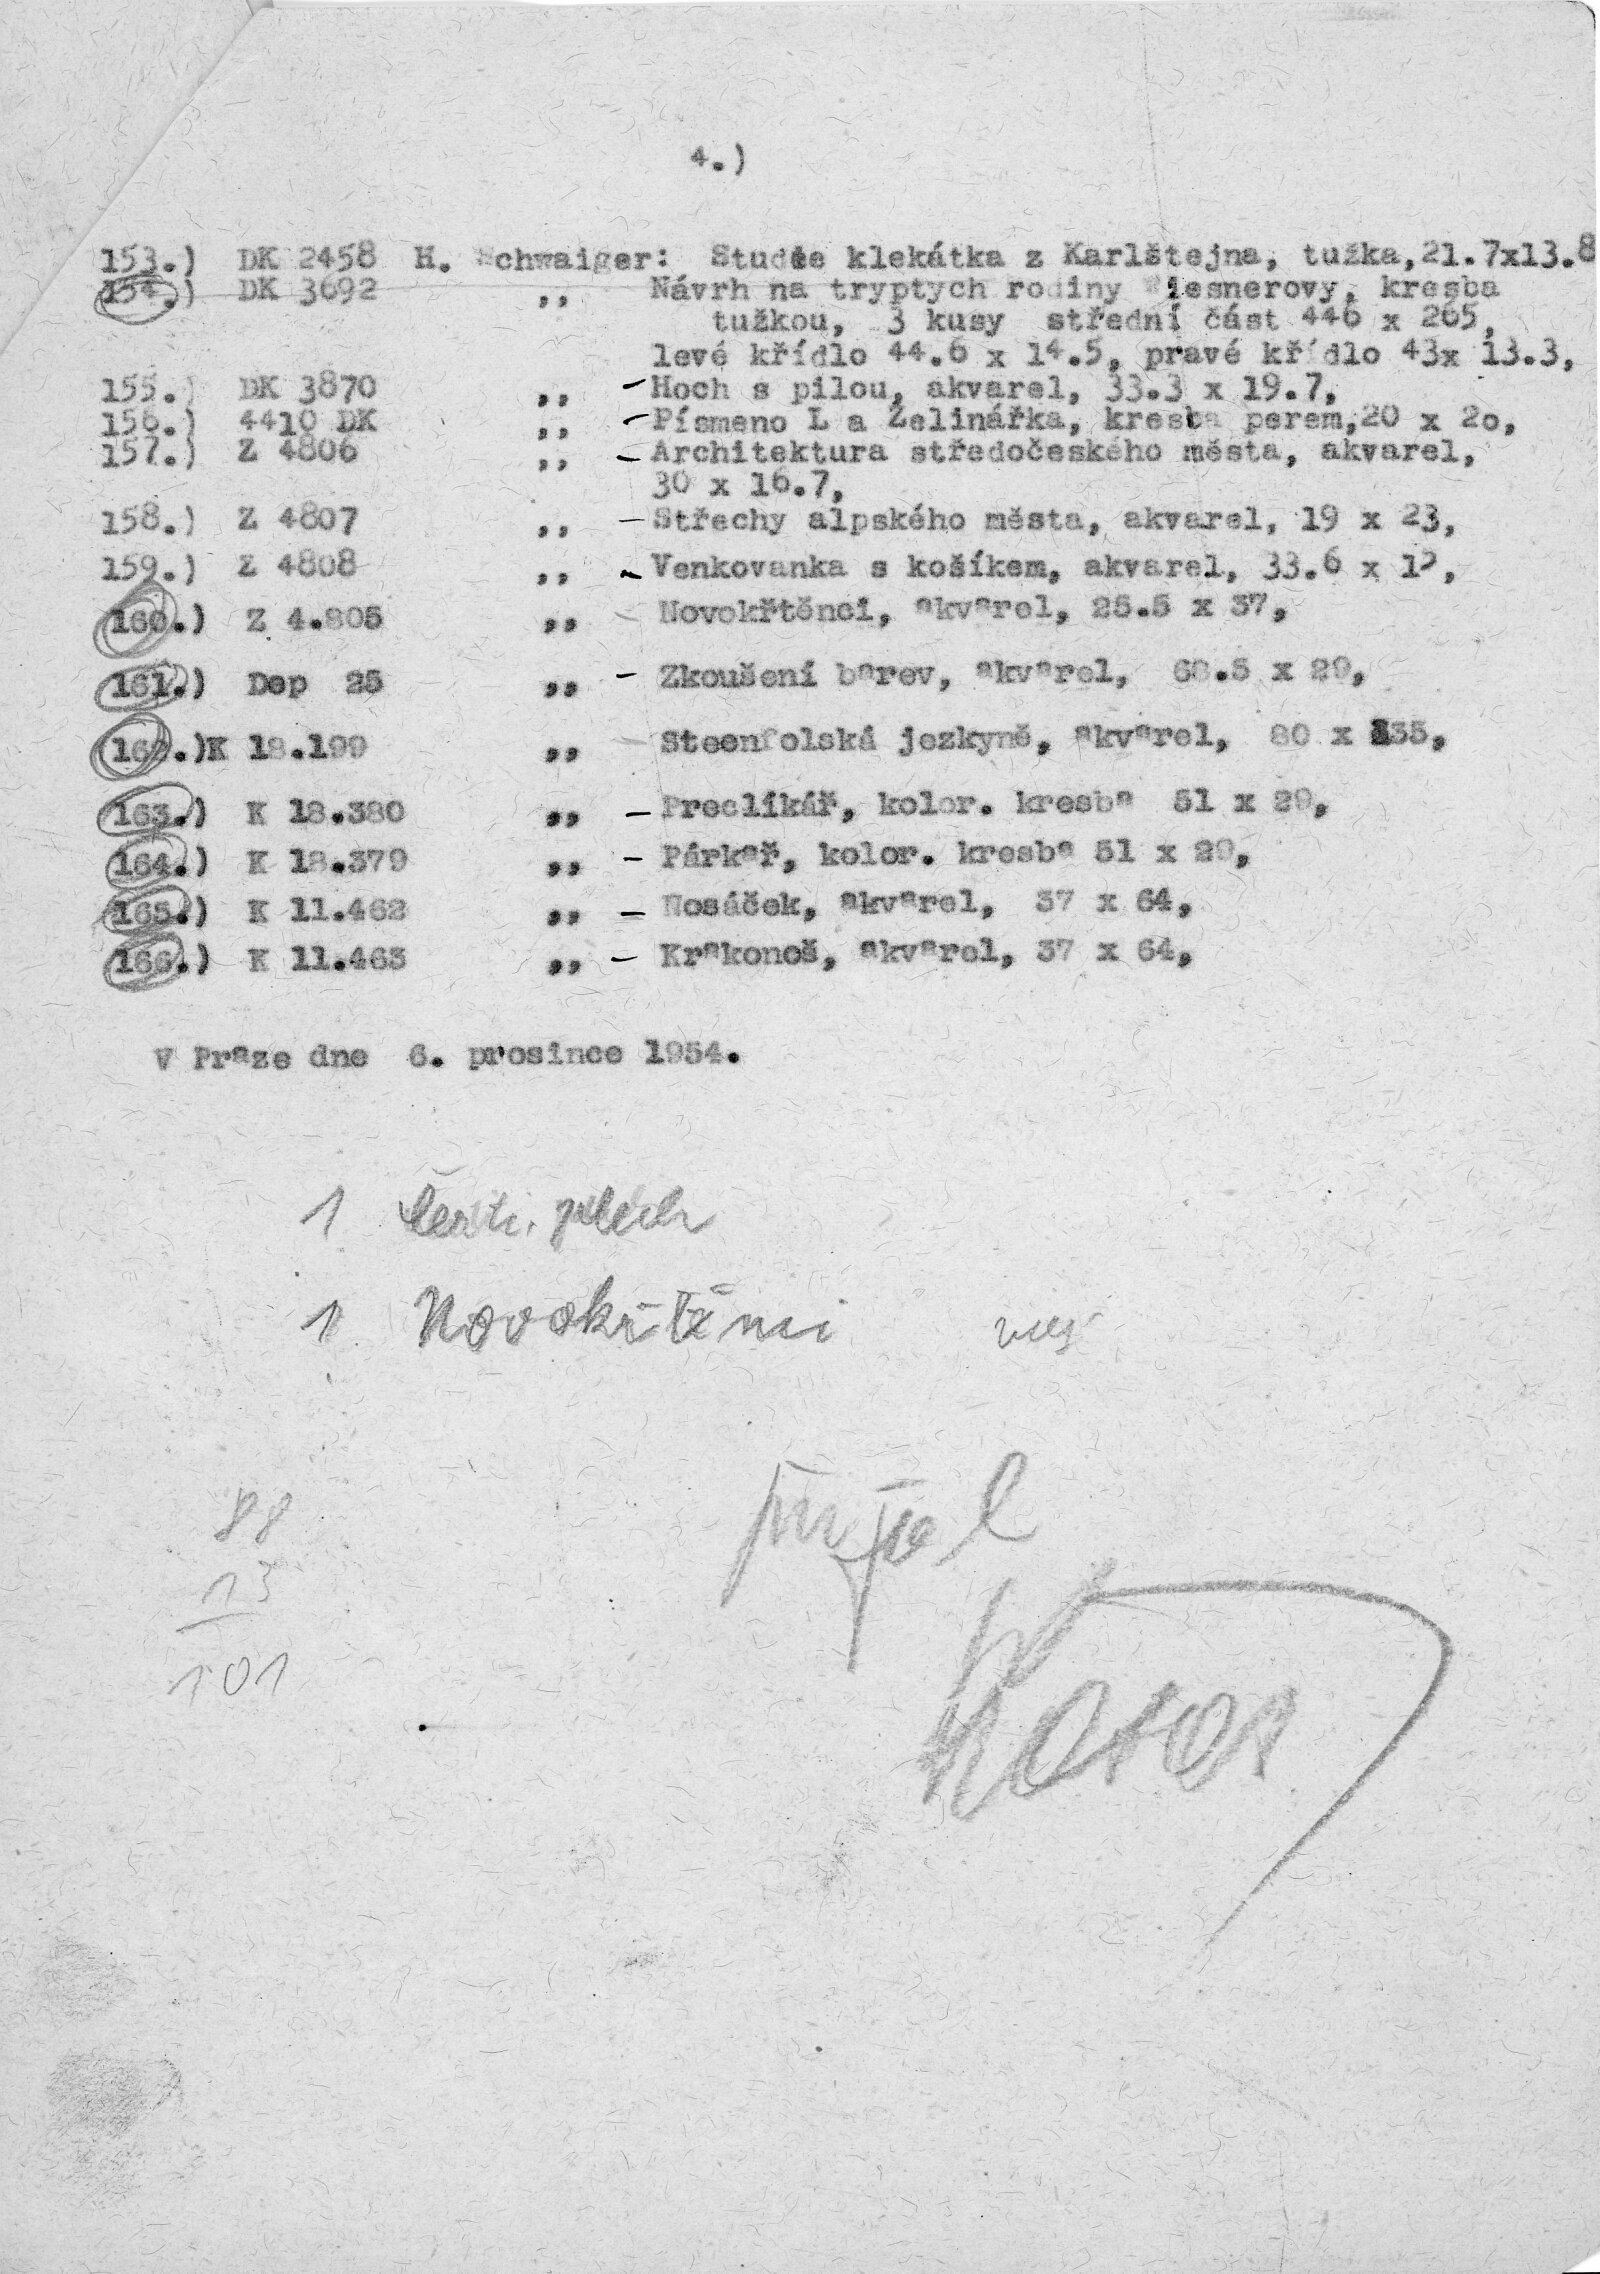 4.)
153.) DK 2458 H. Schwaiger: Studie klekátka z Karlštejna, tužka,21.7x13.8
154.) DK 3692 ,, Návrh na tryptych rodiny Wiesnerovy, kresba
tužkou, 3 kusy střední část 446 x 265,
levé křídlo 44.6 x 14.5, pravé křídlo 43x 13.3,
155.) DK 3870 ,, - Hoch s pilou, akvarel, 33.3 x 19.7,
156.) 4410 DK ,, - Písmeno L a Zelinářka, kresba perem,20 x 2o,
157.) Z 4806 ,, - Architektura středočeského města, akvarel,
30 x 16.7,
158.) Z 4807 ,, - Střechy alpského města, akvarel, 19 x 23,
159.) Z 4808 ,, - Venkovanka s košíkem, akvarel, 33.6 x
160.) Z 4.805 ,, - Novokřtěnci, akvarel, 25.5 x 37,
161.) Dep 25 ,, - Zkoušení barev, akvarel, 68.5 x 29,
162.)K 18.199 ,, - Steenfolská jezkyně, akvarel, 80 x 135,
163.) K 18.380 ,, - Preclíkář, kolor. kresba 51 x 29,
164.) K 18.379 ,, - Párkař, kolor. kresba 51 x 29,
165.) K 11.462 ,, - Nosáček, akvarel, 37 x 64,
166.) K 11.463 ,, - Krakonoš, akvarel, 37 x 64,
V Praze dne 6. prosince 1954.
1
1 Novokřtěnci
88
13
101
přijal